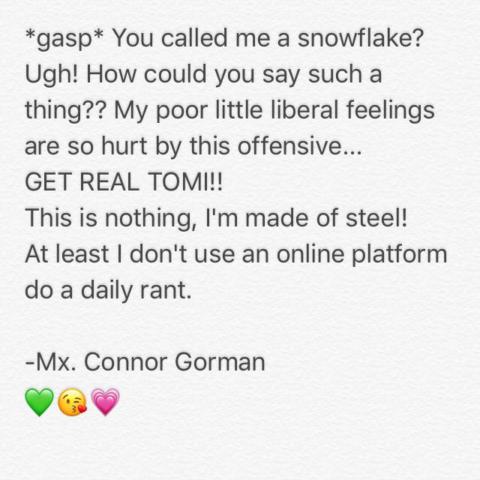 *gasp* You called me a snowflake?
Ugh! How could you say such a
thing?? My poor little liberal feelings
are so hurt by this offensive...
GET REAL TOMI!!
This is nothing, I'm made of steel!
At least I don't use an online platform
do a daily rant.
-Mx. Connor Gorman
💚😘💗